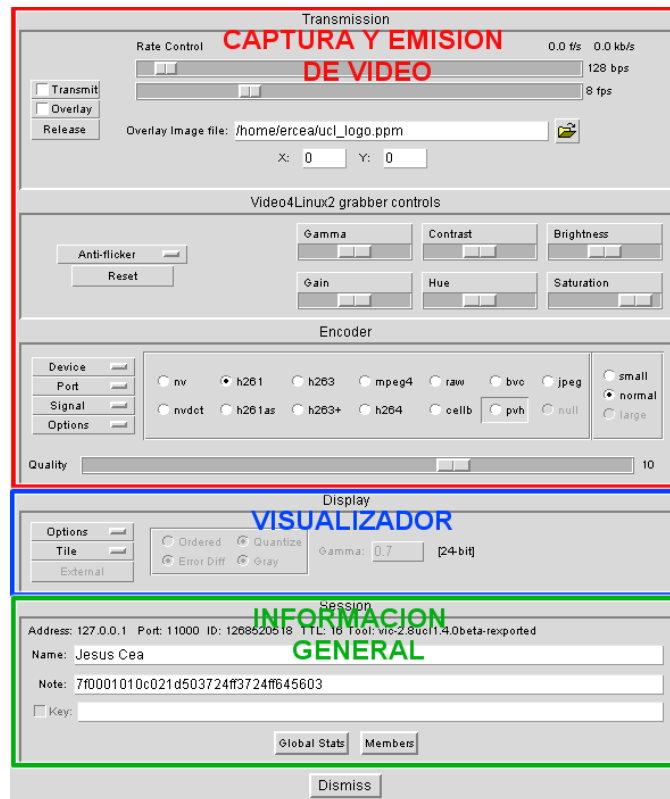 Transmission
CAPTURA Y EMISION
DE VIDEO
Rate Control 0.0 f/s 0.0 kb/s
128 bps
Transmit
8 fps
Overlay
Release
Overlay Image file: /home/ercea/ucl_logo.ppm
X: 0 Y: 0
Video4Linux2 grabber controls
Gamma Contrast Brightness
Anti-flicker
Reset
Gain Hue Saturation
Encoder
Device
Port
Signal
Options
nv h261 h263 mpeg4 raw bvc jpeg
nvdct h261as h263+ h264 cellb pvh null
small
normal
large
Quality 10
Display
VISUALIZADOR
Options
Tile
External
Ordered Quantize
Error Diff Gray
Gamma: 0.7 [24-bit]
Session
INFORMACION
GENERAL
Address: 127.0.0.1 Port: 11000 ID: 1268520518 TTL: 16 Tool: vic-2.8ucl1.4.0beta-rexported
Name: Jesus Cea
Note: 7f0001010c021d503724ff3724ff645603
Key:
Global Stats Members
Dismiss